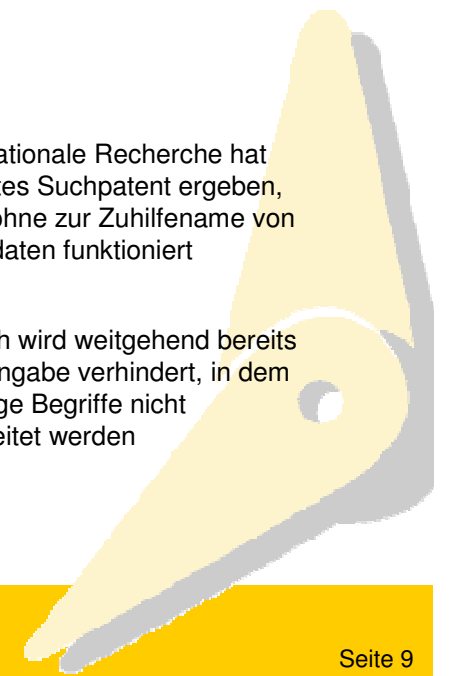 ationale Recherche hat
tes Suchpatent ergeben,
ohne zur Zuhilfename von
daten funktioniert
h wird weitgehend bereits
ngabe verhindert, in dem
ge Begriffe nicht
eitet werden
Seite 9